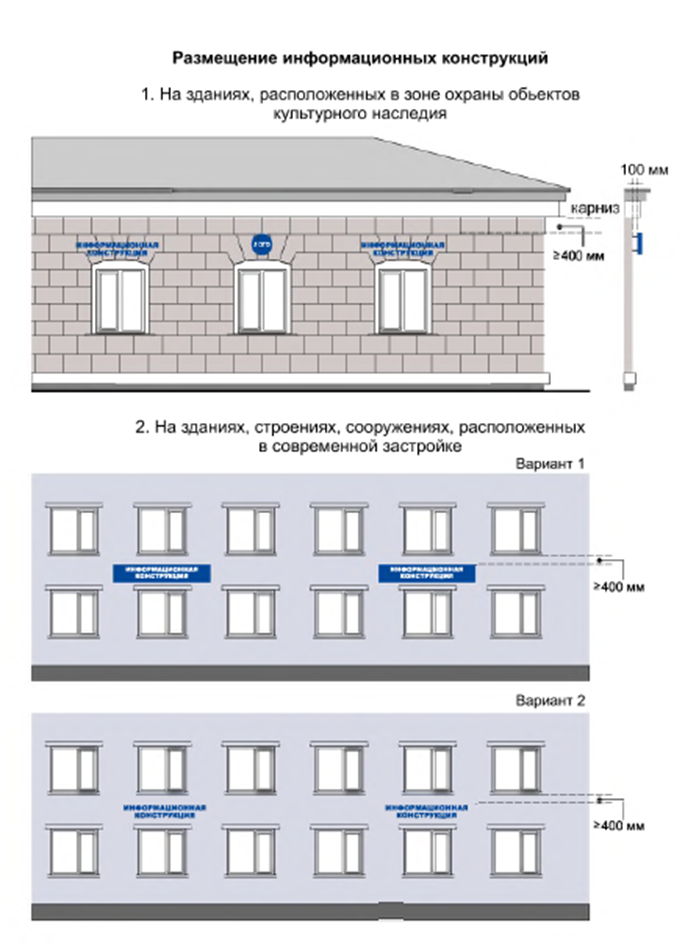 Размещение информационных конструкций
1. На зданиях, расположенных в зоне охраны обьектов
культурного наследия
100 мм
карниз
≥400 мм
ИНФОРМАЦИОННАЯ
КОНСТРУКЦИЯ
ЛОГО
ИНФОРМАЦИОННАЯ
КОНСТРУКЦИЯ
2. На зданиях, строениях, сооружениях, расположенных
в современной застройке
Вариант 1
ИНФОРМАЦИОННАЯ
КОНСТРУКЦИЯ
ИНФОРМАЦИОННАЯ
КОНСТРУКЦИЯ
≥400 мм
Вариант 2
ИНФОРМАЦИОННАЯ
КОНСТРУКЦИЯ
ИНФОРМАЦИОННАЯ
КОНСТРУКЦИЯ
≥400 мм